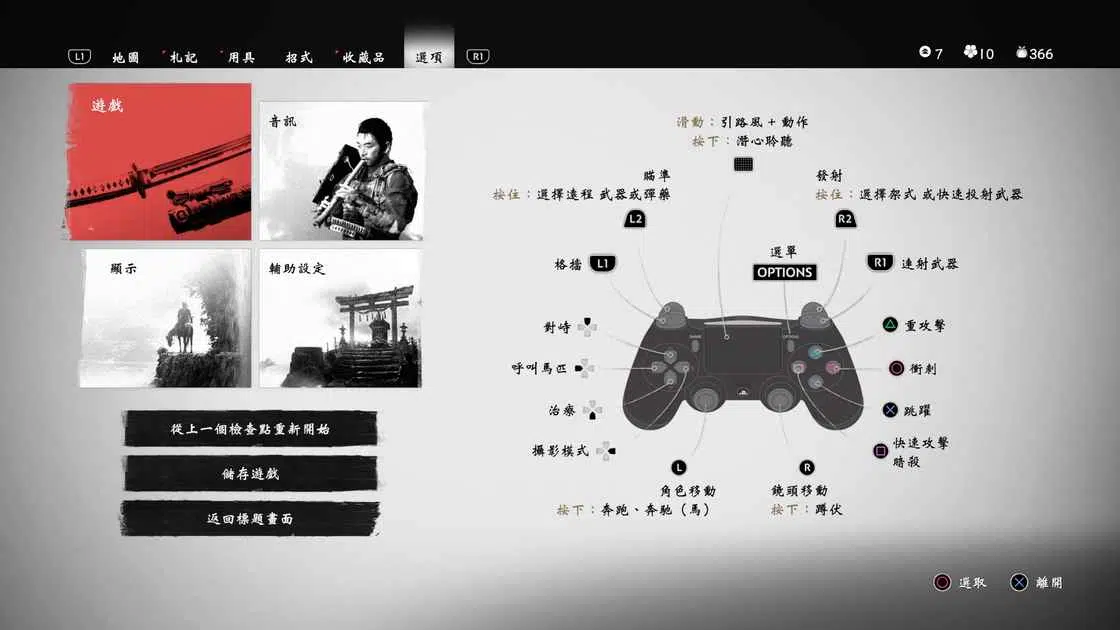 L1 地圖 札記 用具 招式 收藏品 選項 R1 7 10 366
遊戲
音訊
顯示
輔助設定
從上一個檢查點重新開始
儲存遊戲
返回標題畫面
滑動：引路風 + 動作
按下：潛心聆聽
瞄準
按住：選擇遠程 武器或彈藥
L2
發射
按住：選擇架式 或快速投射武器
R2
格擋 L1
選單
OPTIONS
R1 速射武器
對峙
重攻擊
呼叫馬匹
衝刺
治療
跳躍
攝影模式
快速攻擊
暗殺
OPTIONS
L
角色移動
按下：奔跑、奔馳（馬）
R
鏡頭移動
按下：蹲伏
選取 離開